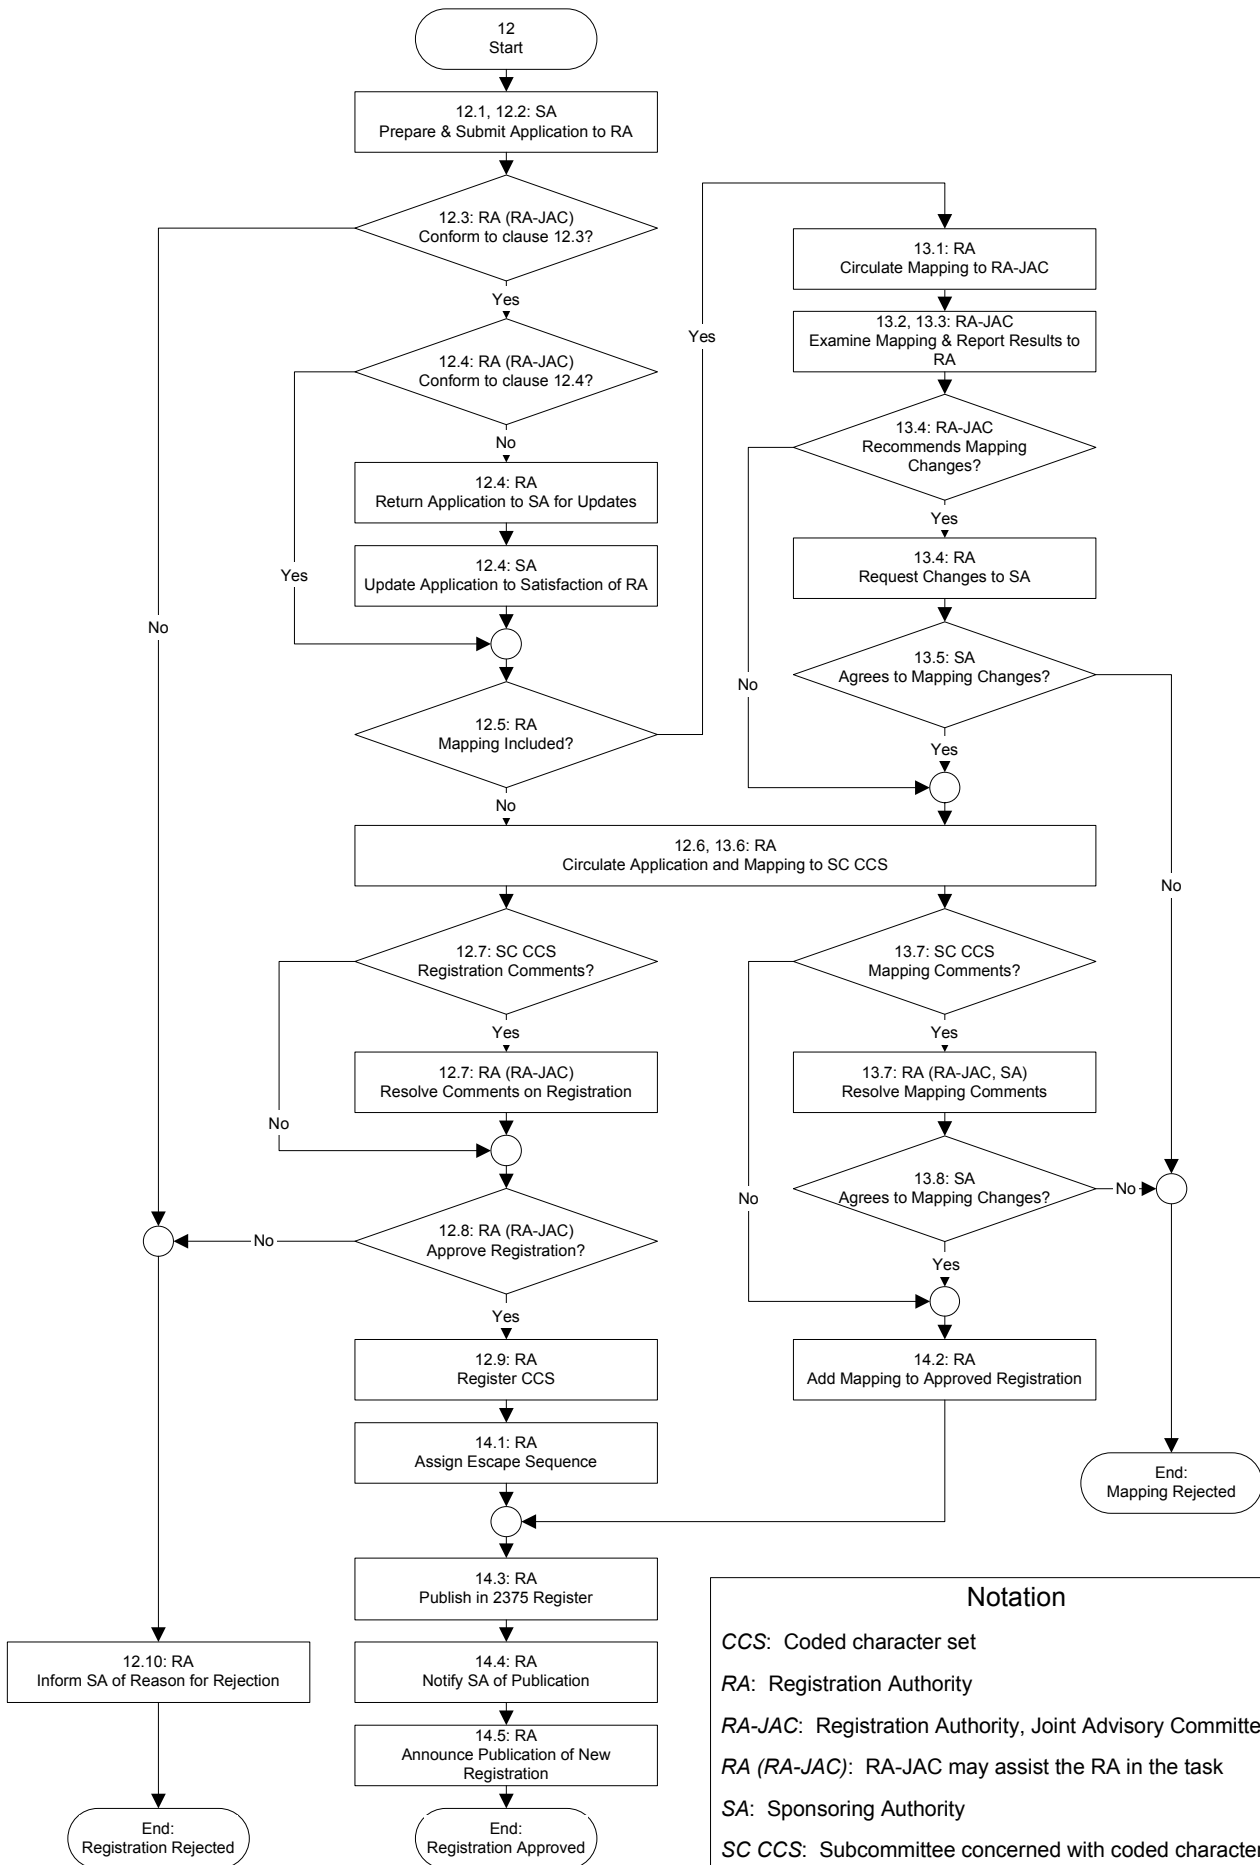 12
Start
12.1, 12.2: SA
Prepare & Submit Application to RA
12.3: RA (RA-JAC)
Conform to clause 12.3?
Yes
No
12.4: RA (RA-JAC)
Conform to clause 12.4?
No
Yes
12.4: RA
Return Application to SA for Updates
12.4: SA
Update Application to Satisfaction of RA
12.5: RA
Mapping Included?
Yes
No
13.1: RA
Circulate Mapping to RA-JAC
13.2, 13.3: RA-JAC
Examine Mapping & Report Results to
RA
13.4: RA-JAC
Recommends Mapping
Changes?
Yes
No
13.4: RA
Request Changes to SA
13.5: SA
Agrees to Mapping Changes?
Yes
No
12.6, 13.6: RA
Circulate Application and Mapping to SC CCS
12.7: SC CCS
Registration Comments?
Yes
No
12.7: RA (RA-JAC)
Resolve Comments on Registration
12.8: RA (RA-JAC)
Approve Registration?
No
Yes
13.7: SC CCS
Mapping Comments?
Yes
No
13.7: RA (RA-JAC, SA)
Resolve Mapping Comments
13.8: SA
Agrees to Mapping Changes?
No
Yes
12.9: RA
Register CCS
14.2: RA
Add Mapping to Approved Registration
14.1: RA
Assign Escape Sequence
End:
Mapping Rejected
14.3: RA
Publish in 2375 Register
12.10: RA
Inform SA of Reason for Rejection
14.4: RA
Notify SA of Publication
14.5: RA
Announce Publication of New
Registration
End:
Registration Rejected
End:
Registration Approved
Notation
CCS: Coded character set
RA: Registration Authority
RA-JAC: Registration Authority, Joint Advisory Committe
RA (RA-JAC): RA-JAC may assist the RA in the task
SA: Sponsoring Authority
SC CCS: Subcommittee concerned with coded character